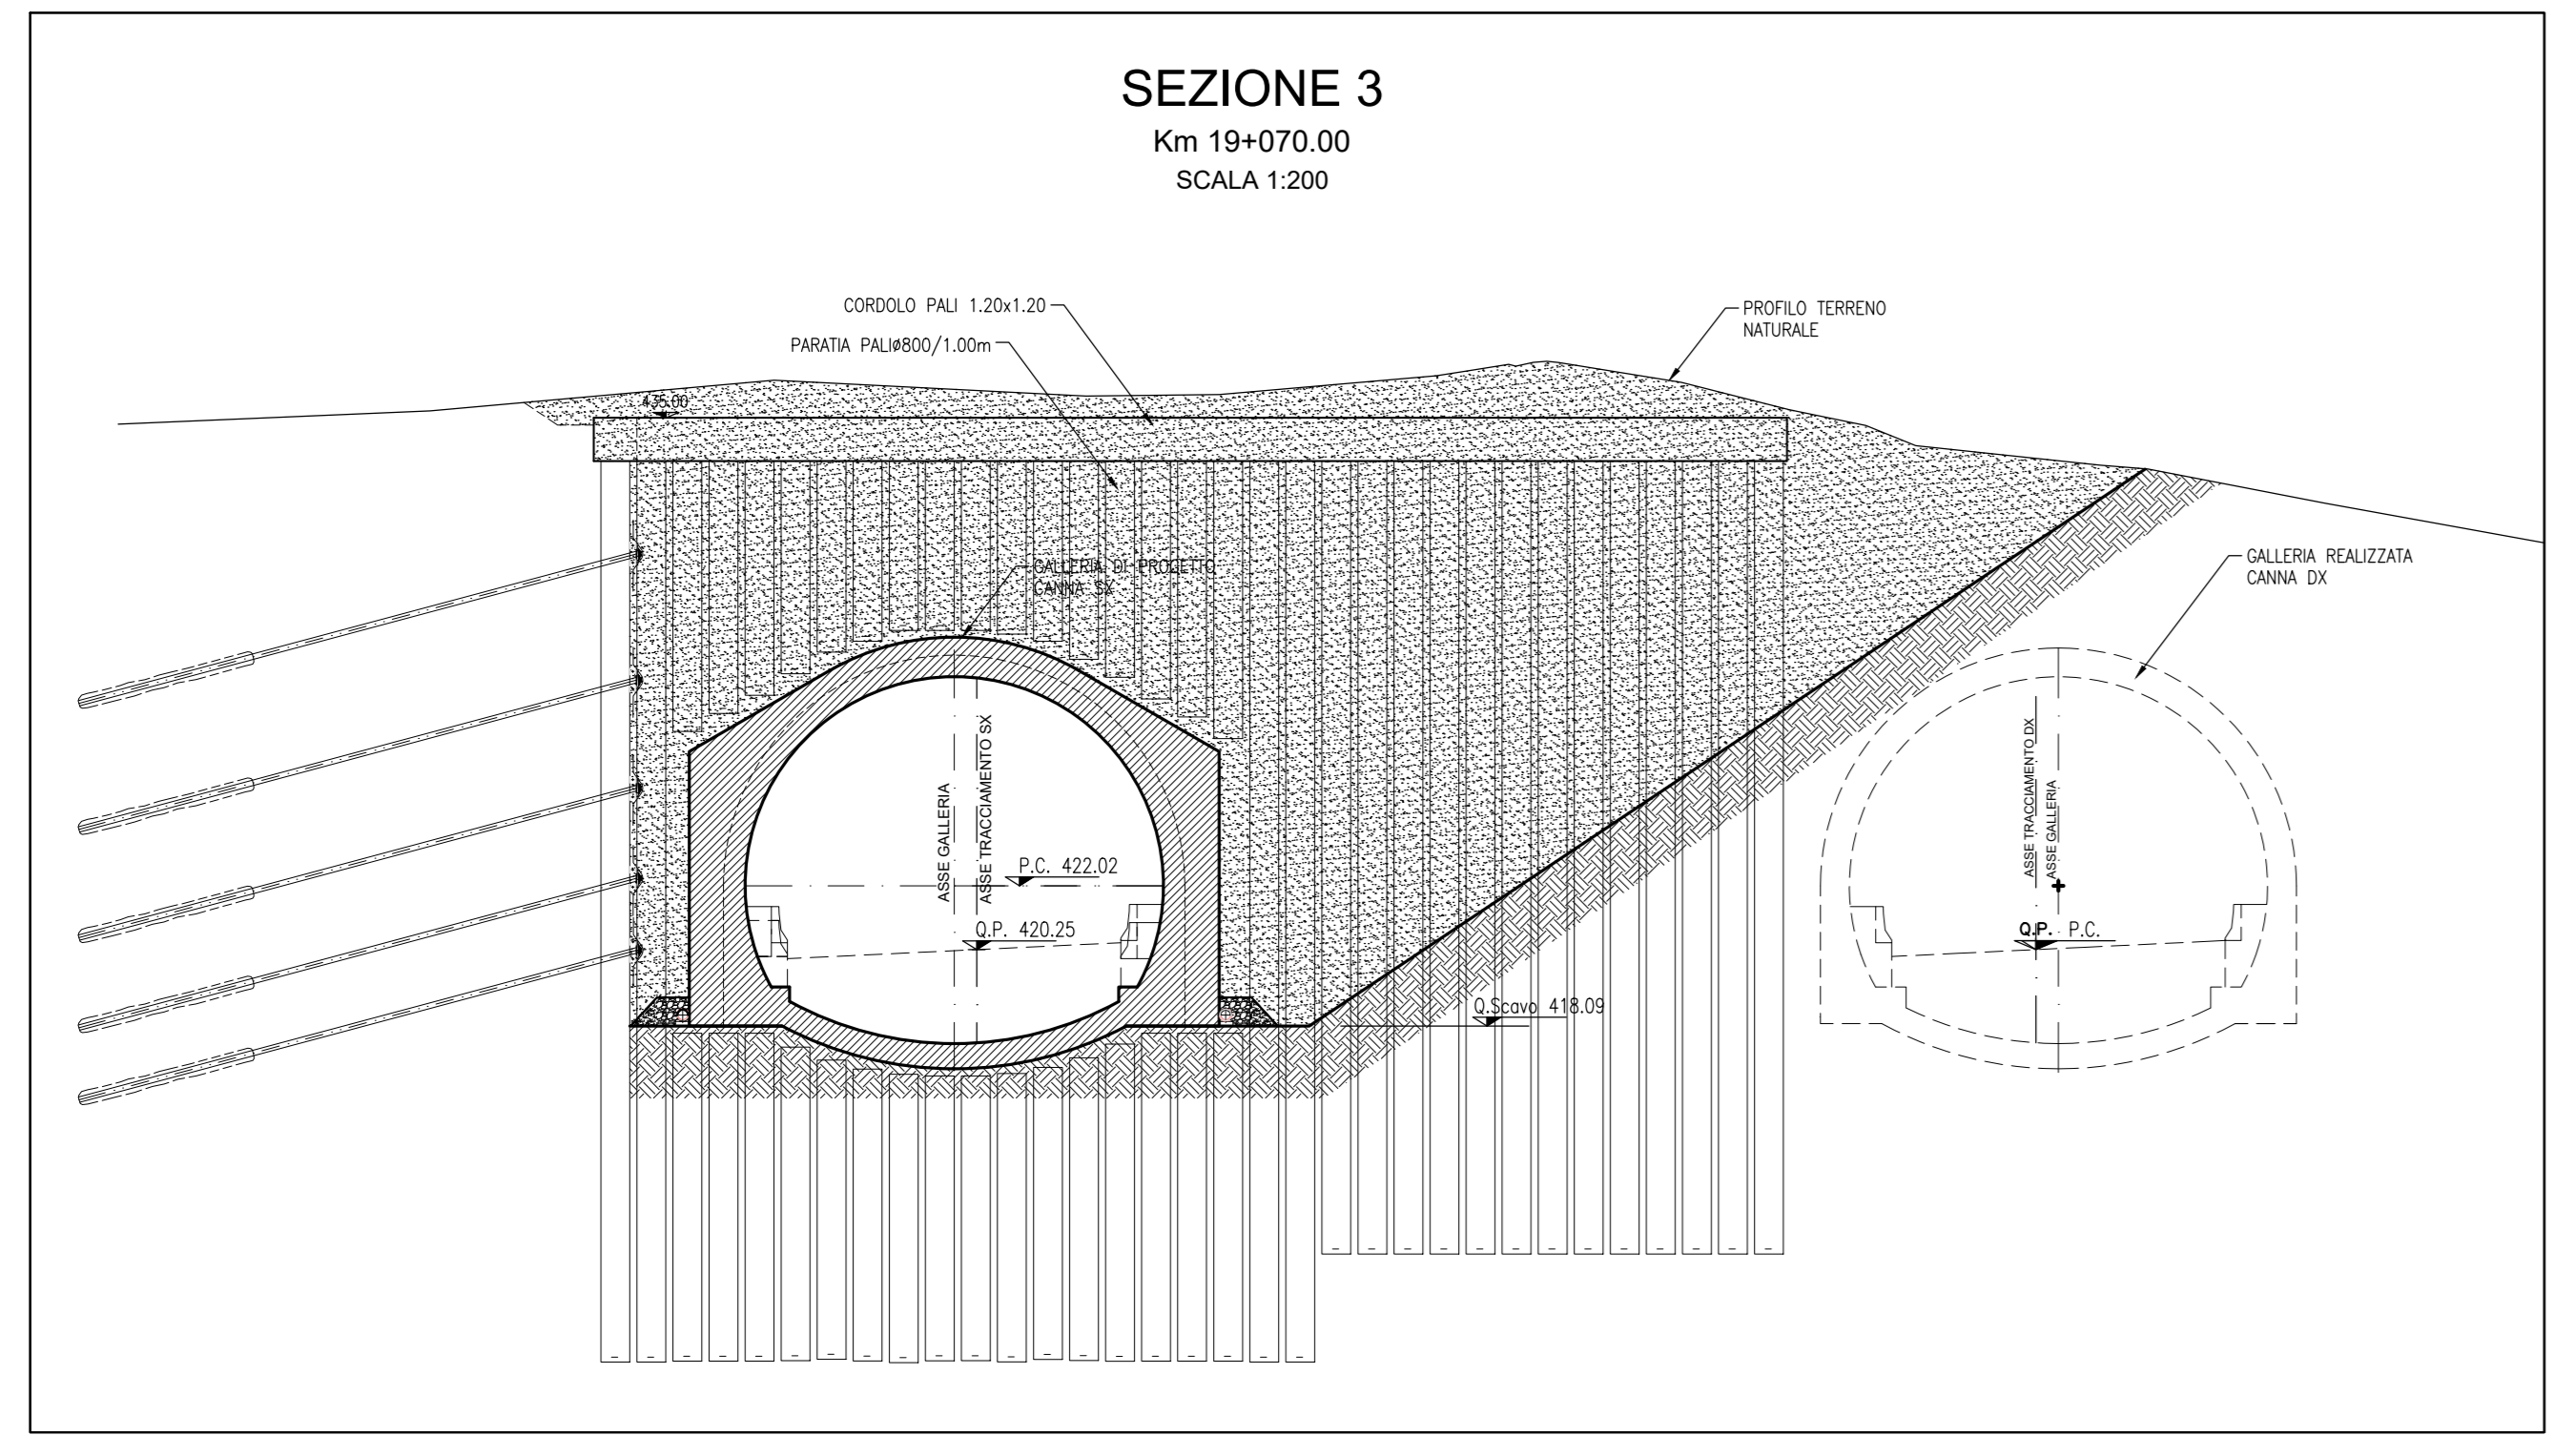 SEZIONE 3
Km 19+070.00
SCALA 1:200
CORDOLO PALI 1.20x1.20
PROFILO TERRENO
NATURALE
PARATIA PALIø800/1.00m
435.00
GALLERIA DI PROGETTO
CANNA SX
GALLERIA REALIZZATA
CANNA DX
ASSE GALLERIA
ASSE TRACCIAMENTO SX
P.C. 422.02
Q.P. 420.25
ASSE TRACCIAMENTO DX
ASSE GALLERIA
Q.P. P.C.
Q.Scavo 418.09